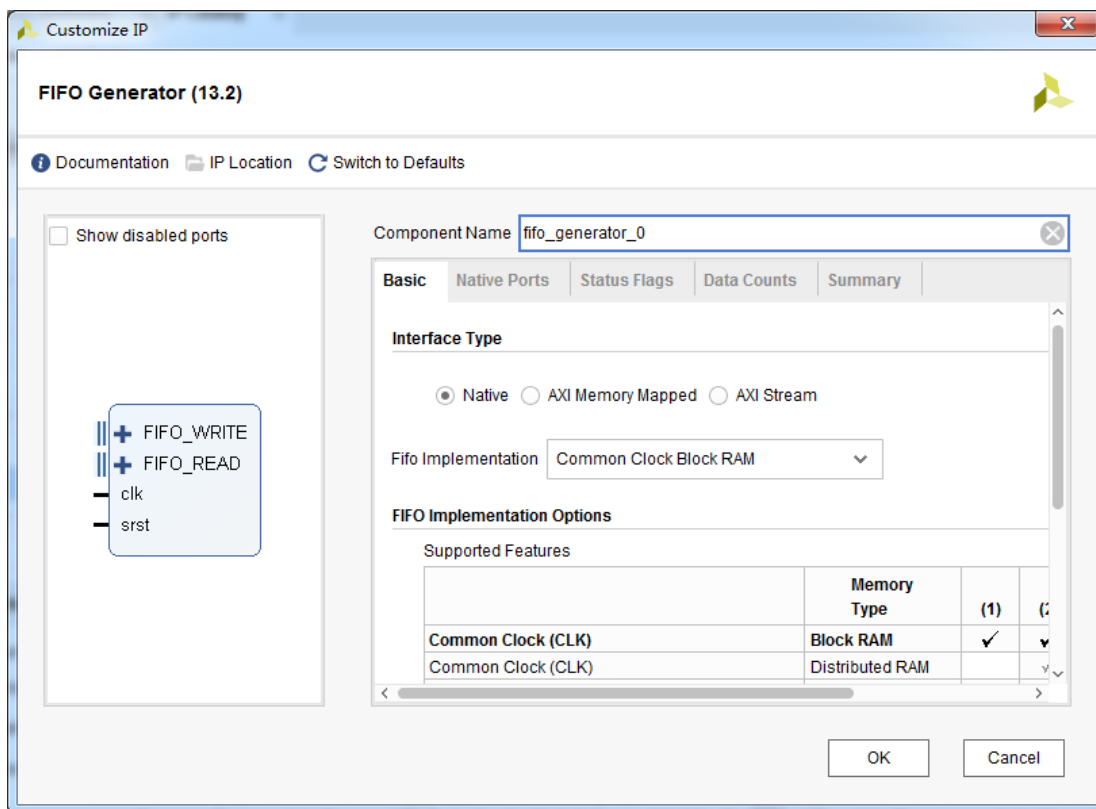 Customize IP
FIFO Generator (13.2)
Documentation IP Location Switch to Defaults
Show disabled ports
FIFO_WRITE
FIFO_READ
clk
srst
Component Name fifo_generator_0
Basic Native Ports Status Flags Data Counts Summary
Interface Type
Native AXI Memory Mapped AXI Stream
Fifo Implementation Common Clock Block RAM
FIFO Implementation Options
Supported Features
Memory
Type (1)
Common Clock (CLK) Block RAM ✓
Common Clock (CLK) Distributed RAM
OK Cancel